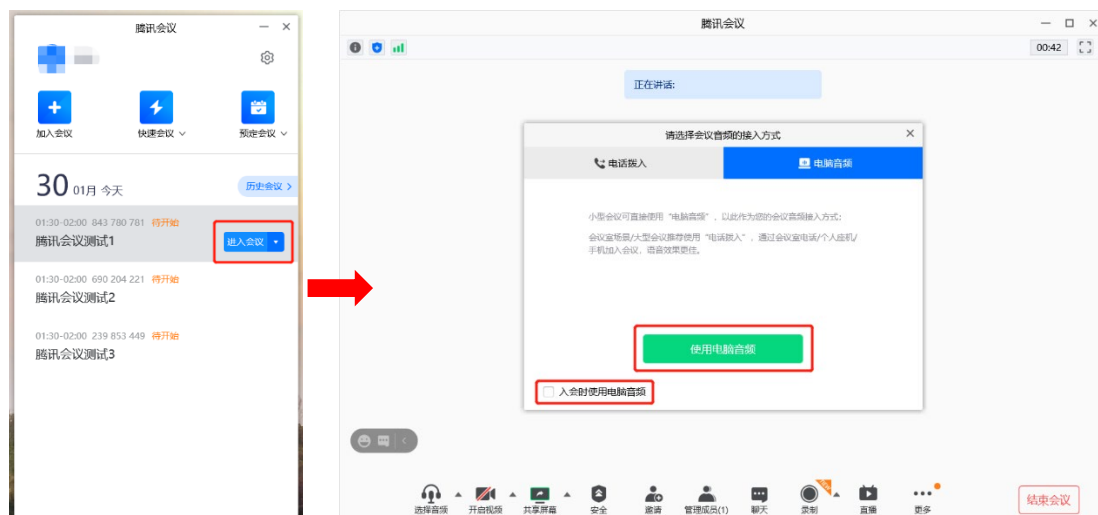 腾讯会议
加入会议
快速会议
预定会议
30 01月 今天
历史会议
01:30-02:00 843 780 781 待开始
腾讯会议测试1
进入会议
01:30-02:00 690 204 221 待开始
腾讯会议测试2
01:30-02:00 239 853 449 待开始
腾讯会议测试3
腾讯会议
00:42
正在讲话:
请选择会议音频的接入方式
电话拨入
电脑音频
小型会议可直接使用“电脑音频”，以此作为您的会议音频接入方式；
会议室场景/大型会议推荐使用“电话拨入”，通过会议室电话/个人座机/
手机加入会议，语音效果更佳。
使用电脑音频
入会时使用电脑音频
选择音频
开启视频
共享屏幕
安全
邀请
管理成员(1)
聊天
录制
直播
更多
结束会议